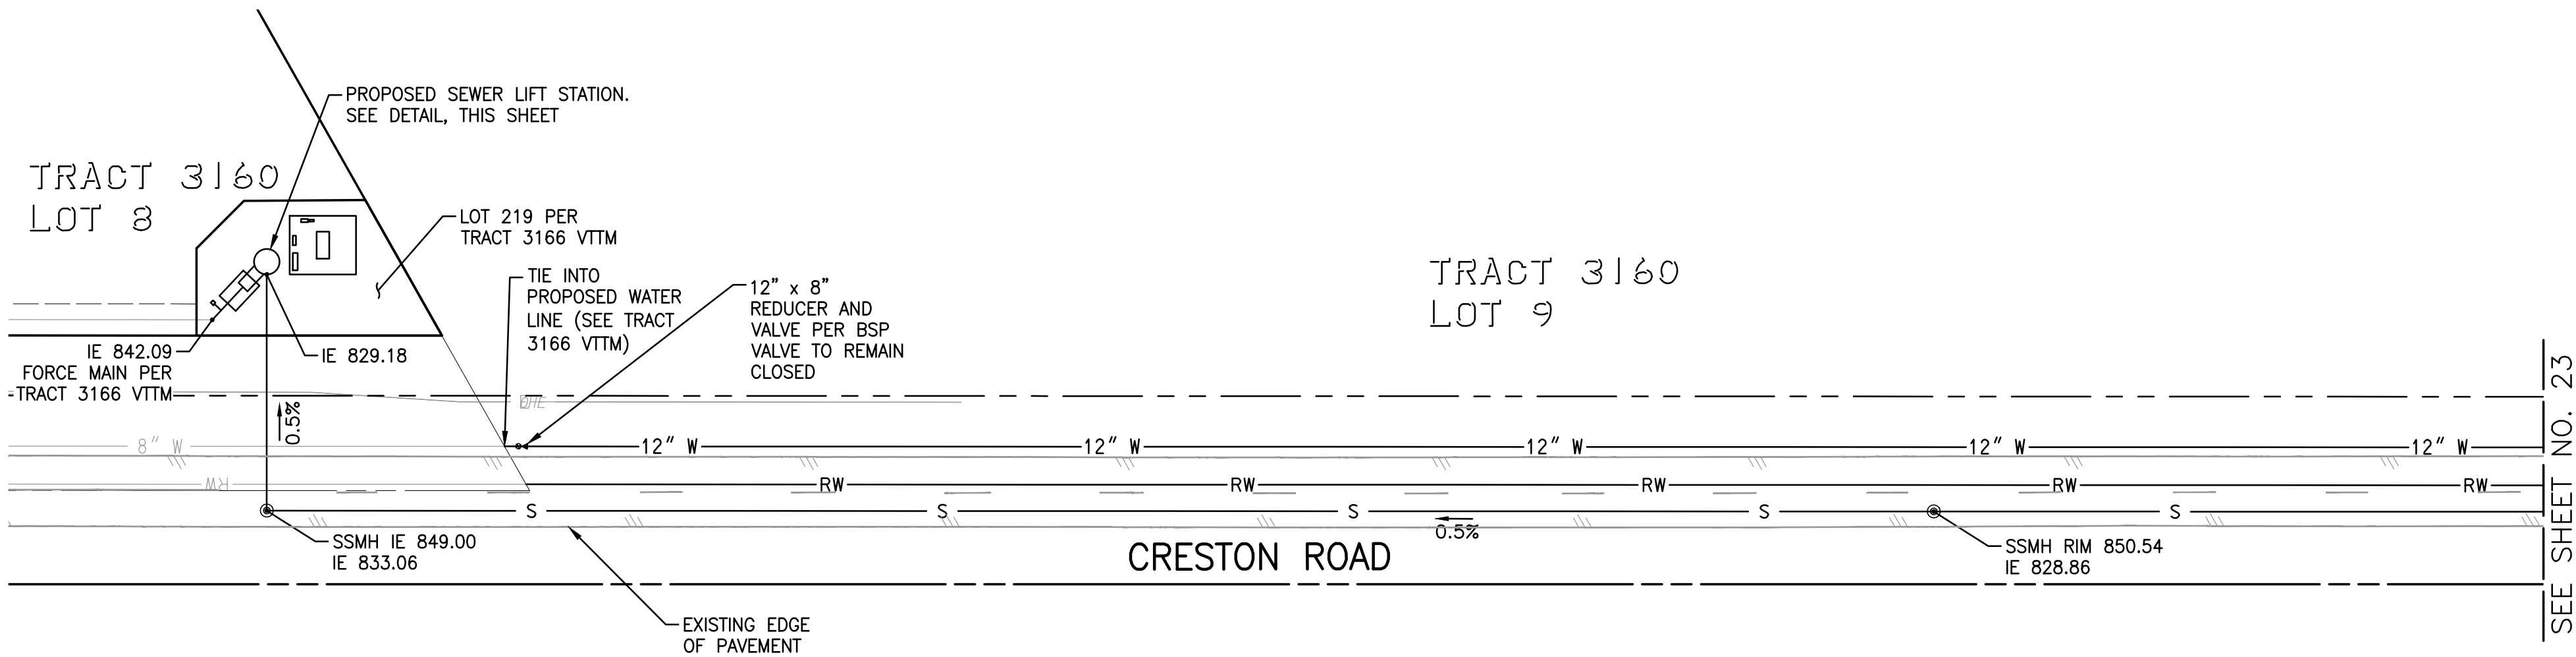 PROPOSED SEWER LIFT STATION.
SEE DETAIL, THIS SHEET
TRACT 3160
LOT 8
LOT 219 PER
TRACT 3166 VTTM
TIE INTO
PROPOSED WATER
LINE (SEE TRACT
3166 VTTM)
12" x 8"
REDUCER AND
VALVE PER BSP
VALVE TO REMAIN
CLOSED
TRACT 3160
LOT 9
IE 842.09
FORCE MAIN PER
TRACT 3166 VTTM
IE 829.18
0.5%
OHE
8" W
12" W
12" W
12" W
12" W
12" W
RW
RW
RW
RW
RW
RW
S
S
S
S
S
0.5%
SSMH IE 849.00
IE 833.06
CRESTON ROAD
SSMH RIM 850.54
IE 828.86
EXISTING EDGE
OF PAVEMENT
SEE SHEET NO. 23